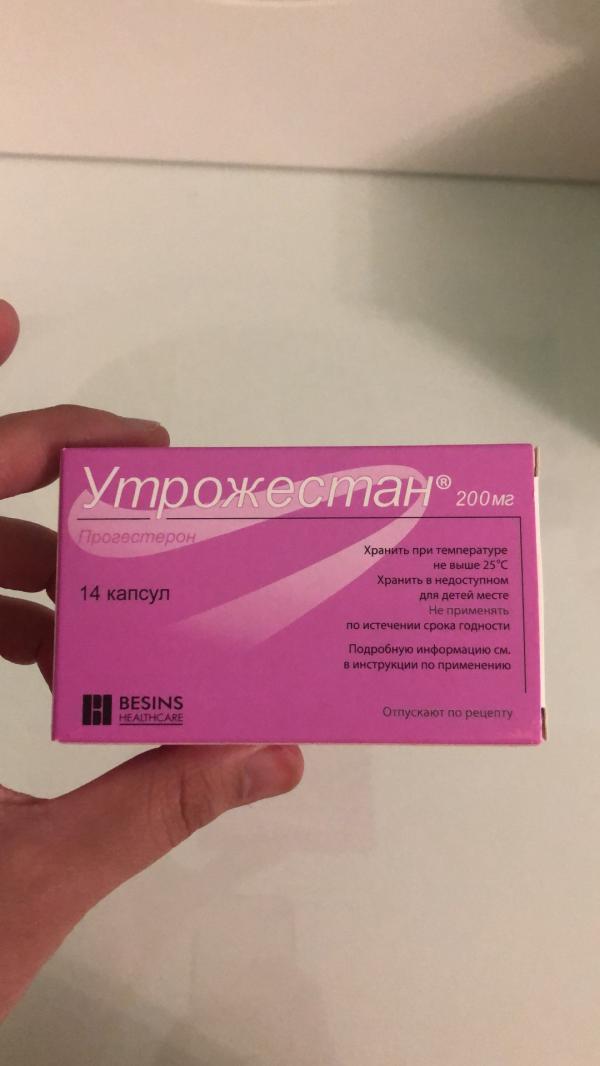 Утрожестан® 200мг
Прогестерон
14 капсул
Хранить при температуре
не выше 25°C
Хранить в недоступном
для детей месте
Не применять
по истечении срока годности
Подробную информацию см.
в инструкции по применению
BESINS
HEALTHCARE
Отпускают по рецепту